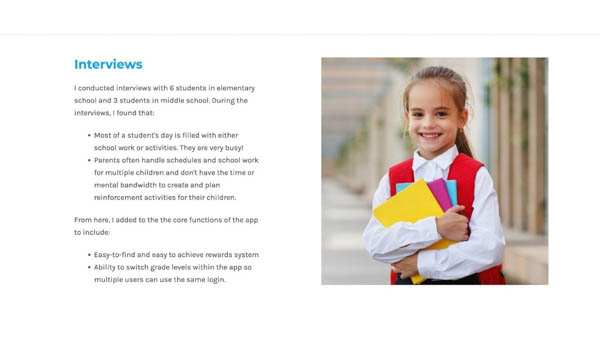 Interviews
I conducted interviews with 6 students in elementary
school and 3 students in middle school. During the
interviews, I found that:
• Most of a student's day is filled with either
school work or activities. They are very busy!
• Parents often handle schedules and school work
for multiple children and don't have the time or
mental bandwidth to create and plan
reinforcement activities for their children.
From here, I added to the the core functions of the app
to include:
• Easy-to-find and easy to achieve rewards system
• Ability to switch grade levels within the app so
multiple users can use the same login.